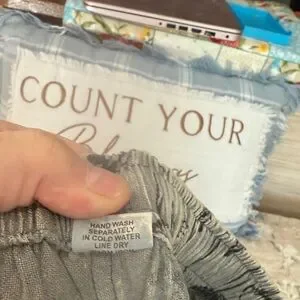 COUNT YOUR
HAND WASH
SEPARATELY
IN COLD WATER
LINE DRY